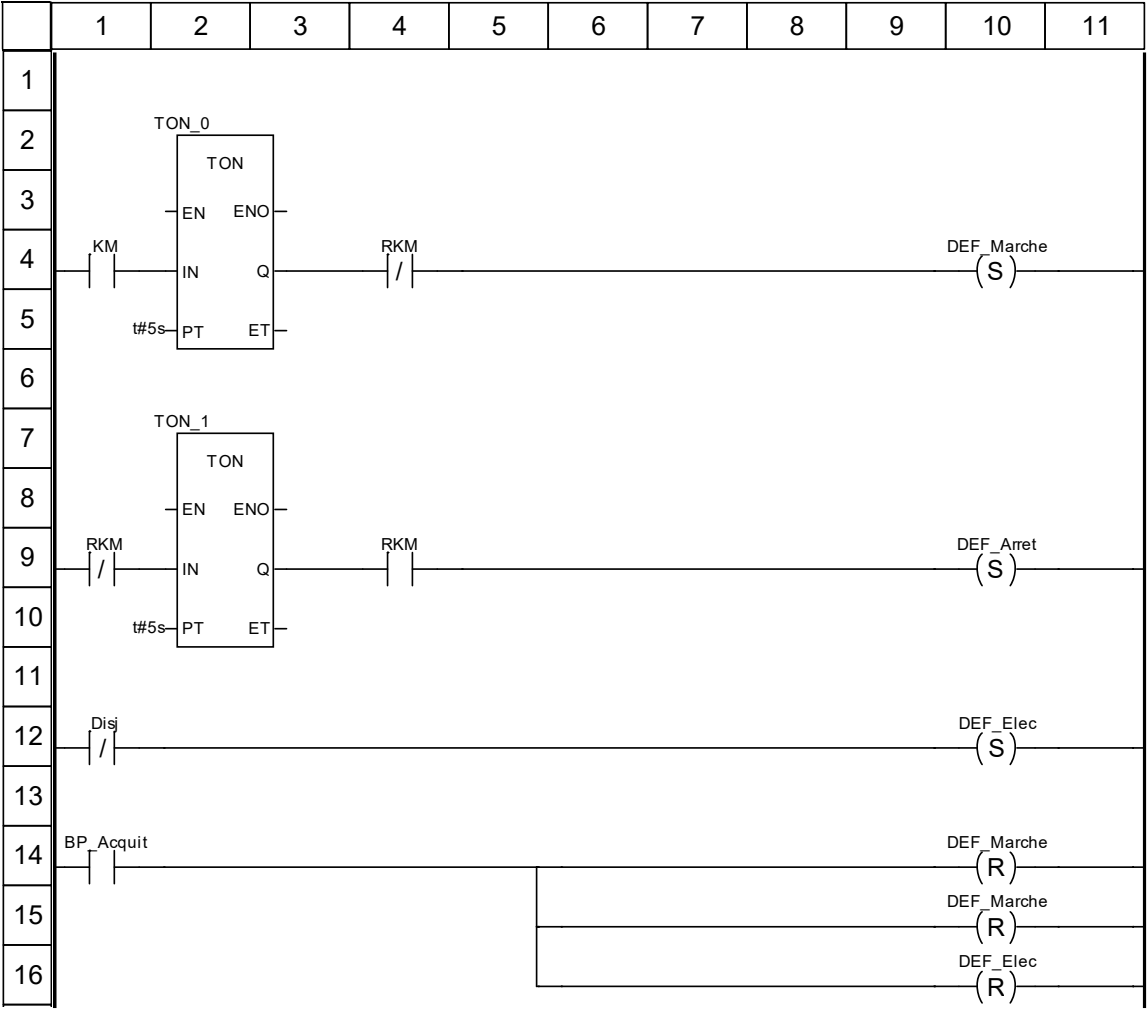 1 2 3 4 5 6 7 8 9 10 11
1
TON_0
2
TON
3
EN ENO
KM RKM DEF_Marche
4
IN Q / S
5
t#5s PT ET
6
TON_1
7
TON
8
EN ENO
RKM RKM DEF_Arret
9
/ IN Q S
10
t#5s PT ET
11
Disj DEF_Elec
12
/ S
13
BP_Acquit DEF_Marche
14
R
DEF_Marche
15
R
DEF_Elec
16
R